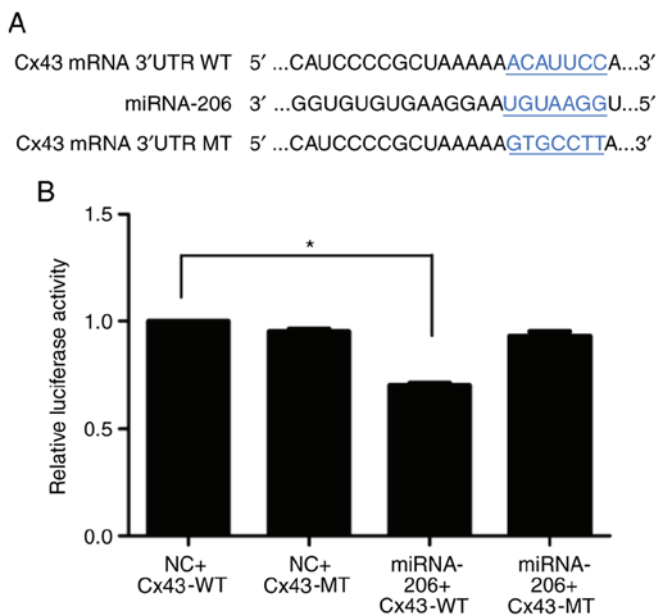 A
Cx43 mRNA 3′UTR WT 5′ ...CAUCCCCGCUAAAAAACAUUCCA...3′
miRNA-206 3′ ...GGUGUGUGUGAAGGAAUGUAAGGU...5′
Cx43 mRNA 3′UTR MT 5′ ...CAUCCCCGCUAAAAAGTGCCTTA...3′
B
1.5
*
1.0
0.5
0.0
Relative luciferase activity
NC+
Cx43-WT
NC+
Cx43-MT
miRNA-
206+
Cx43-WT
miRNA-
206+
Cx43-MT